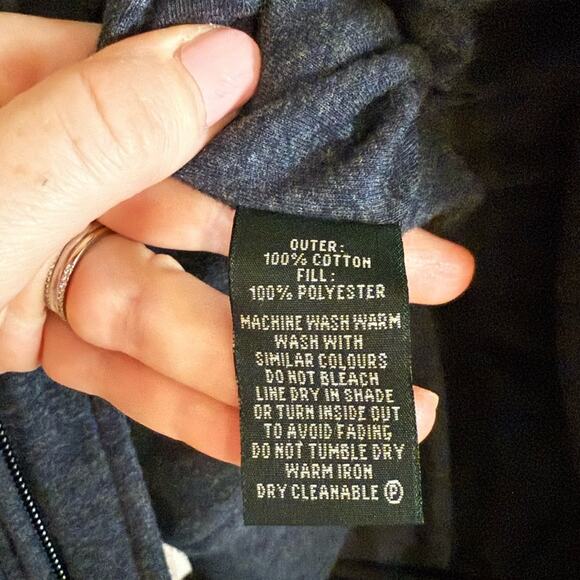 OUTER:
100% COTTON
FILL:
100% POLYESTER
MACHINE WASH WARM
WASH WITH
SIMILAR COLOURS
DO NOT BLEACH
LINE DRY IN SHADE
OR TURN INSIDE OUT
TO AVOID FADING
DO NOT TUMBLE DRY
WARM IRON
DRY CLEANABLE Ⓟ